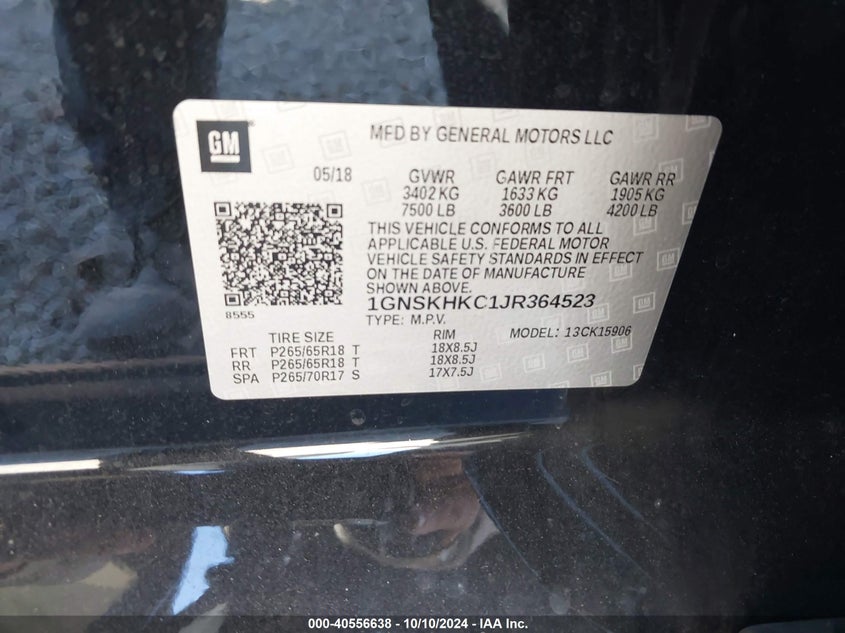 GM
MFD BY GENERAL MOTORS LLC
05/18 GVWR GAWR FRT GAWR RR
3402 KG 1633 KG 1905 KG
7500 LB 3600 LB 4200 LB
THIS VEHICLE CONFORMS TO ALL
APPLICABLE U.S. FEDERAL MOTOR
VEHICLE SAFETY STANDARDS IN EFFECT
ON THE DATE OF MANUFACTURE
SHOWN ABOVE.
8555
1GNSKHKC1JR364523
TYPE: M.P.V. MODEL: 13CK15906
TIRE SIZE RIM
FRT P265/65R18 T 18X8.5J
RR P265/65R18 T 18X8.5J
SPA P265/70R17 S 17X7.5J
000-40556638 - 10/10/2024 - IAA Inc.